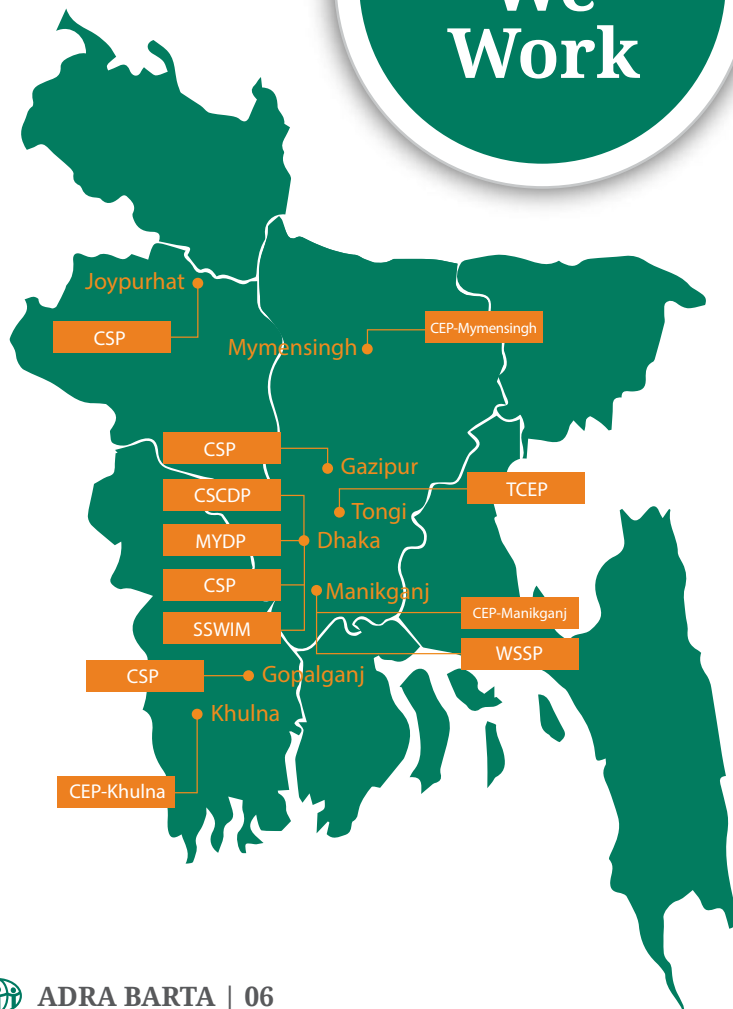 We
Work
Joypurhat
CSP
CEP-Mymensingh
Mymensingh
CSP
Gazipur
CSCDP
TCEP
Tongi
MYDP
Dhaka
CSP
Manikganj
CEP-Manikganj
SSWIM
WSSP
CSP
Gopalganj
Khulna
CEP-Khulna
ADRA BARTA | 06